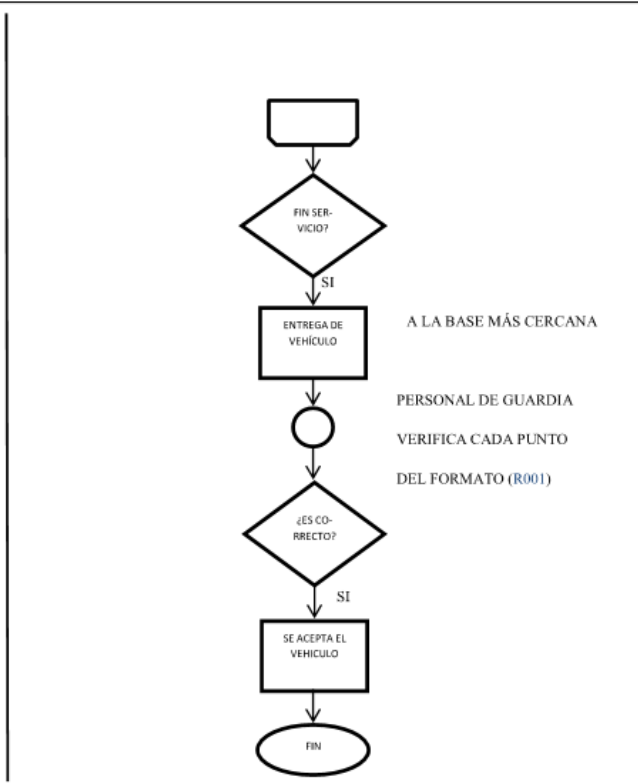 FIN SER-
VICIO?
SI
ENTREGA DE
VEHÍCULO
A LA BASE MÁS CERCANA
PERSONAL DE GUARDIA
VERIFICA CADA PUNTO
DEL FORMATO (R001)
¿ES CO-
RRECTO?
SI
SE ACEPTA EL
VEHICULO
FIN